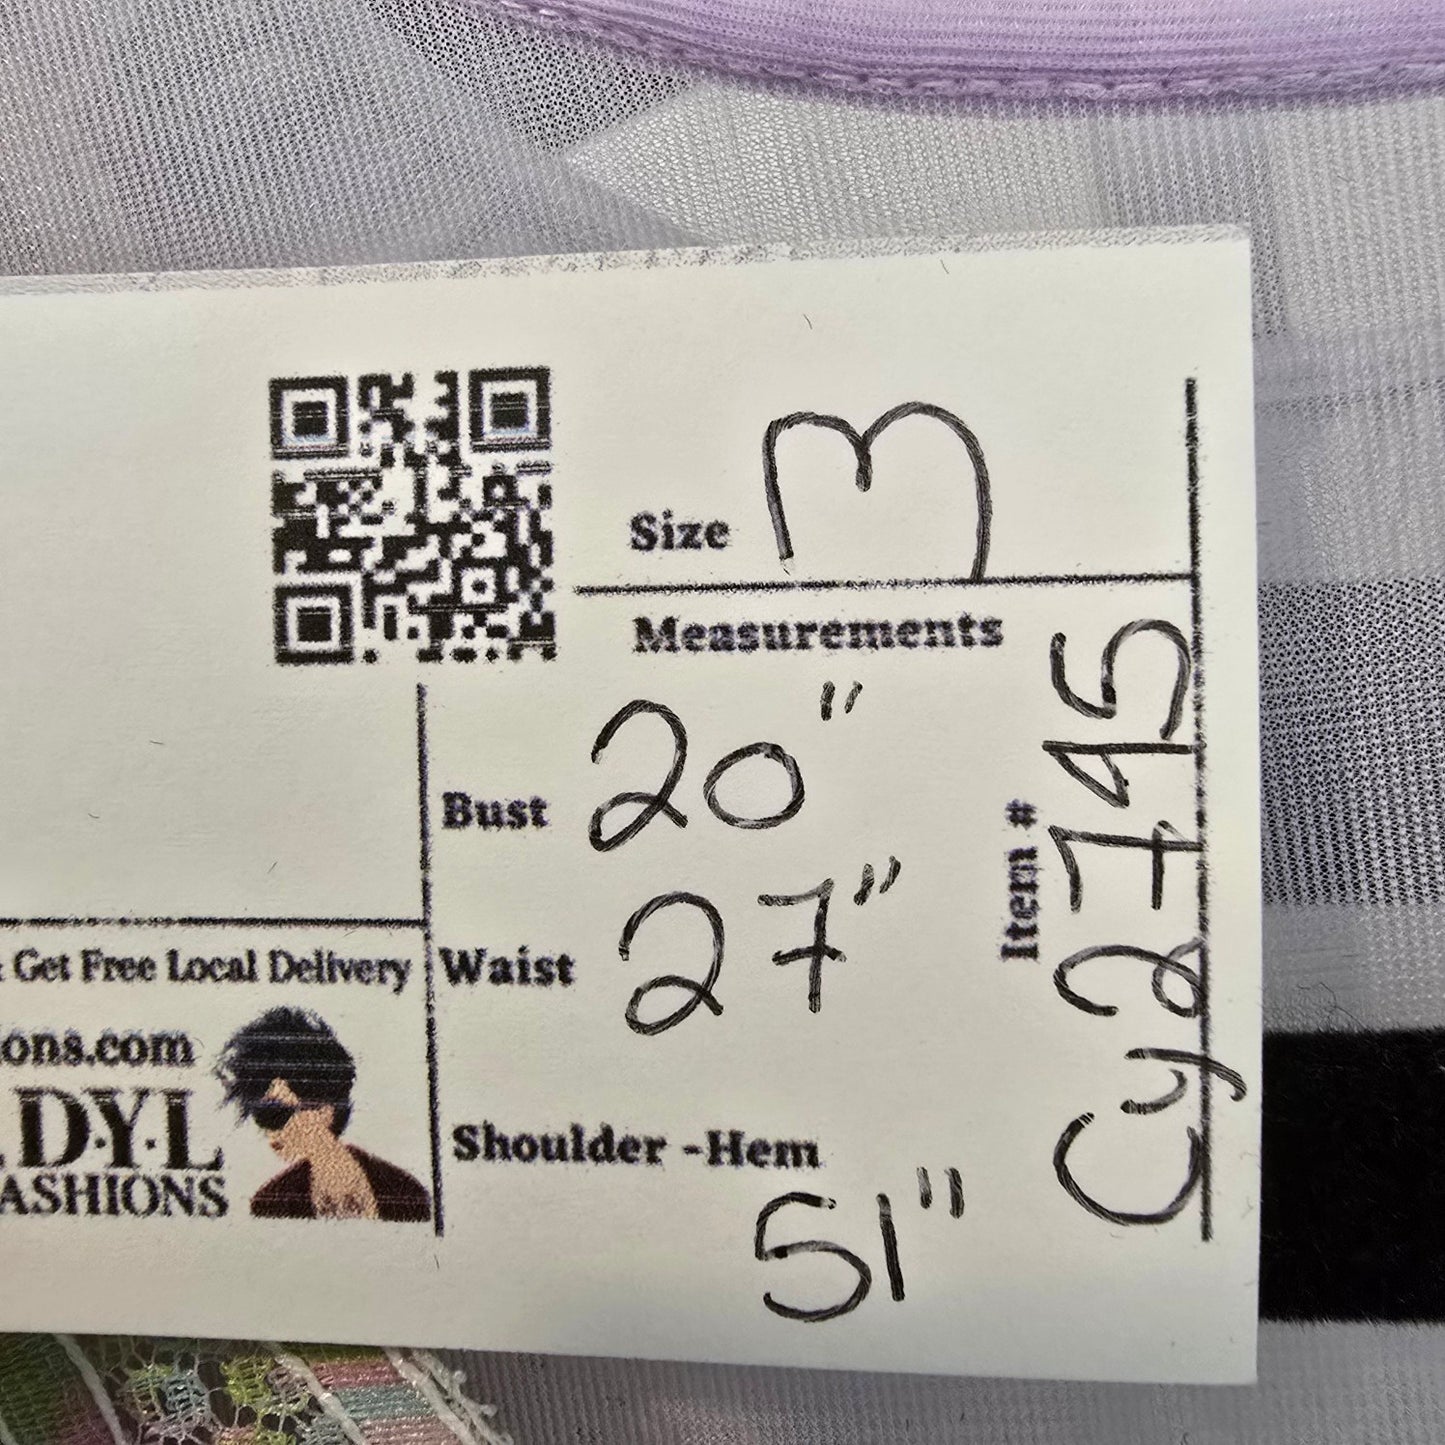 Size M
Measurements
Bust 20"
Waist 27"
Shoulder -Hem
51"
Item # Cy2745
Get Free Local Delivery
ons.com
D·Y·L
ASHIONS